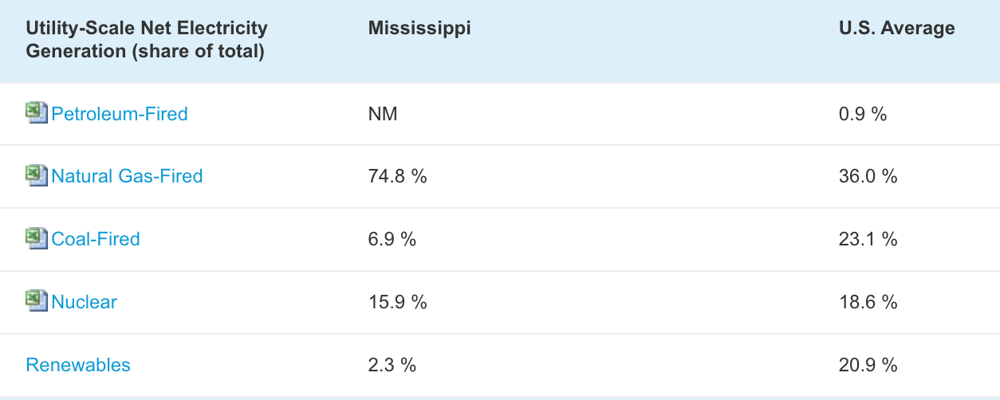 Utility-Scale Net Electricity Generation (share of total) Mississippi U.S. Average
Petroleum-Fired NM 0.9 %
Natural Gas-Fired 74.8 % 36.0 %
Coal-Fired 6.9 % 23.1 %
Nuclear 15.9 % 18.6 %
Renewables 2.3 % 20.9 %